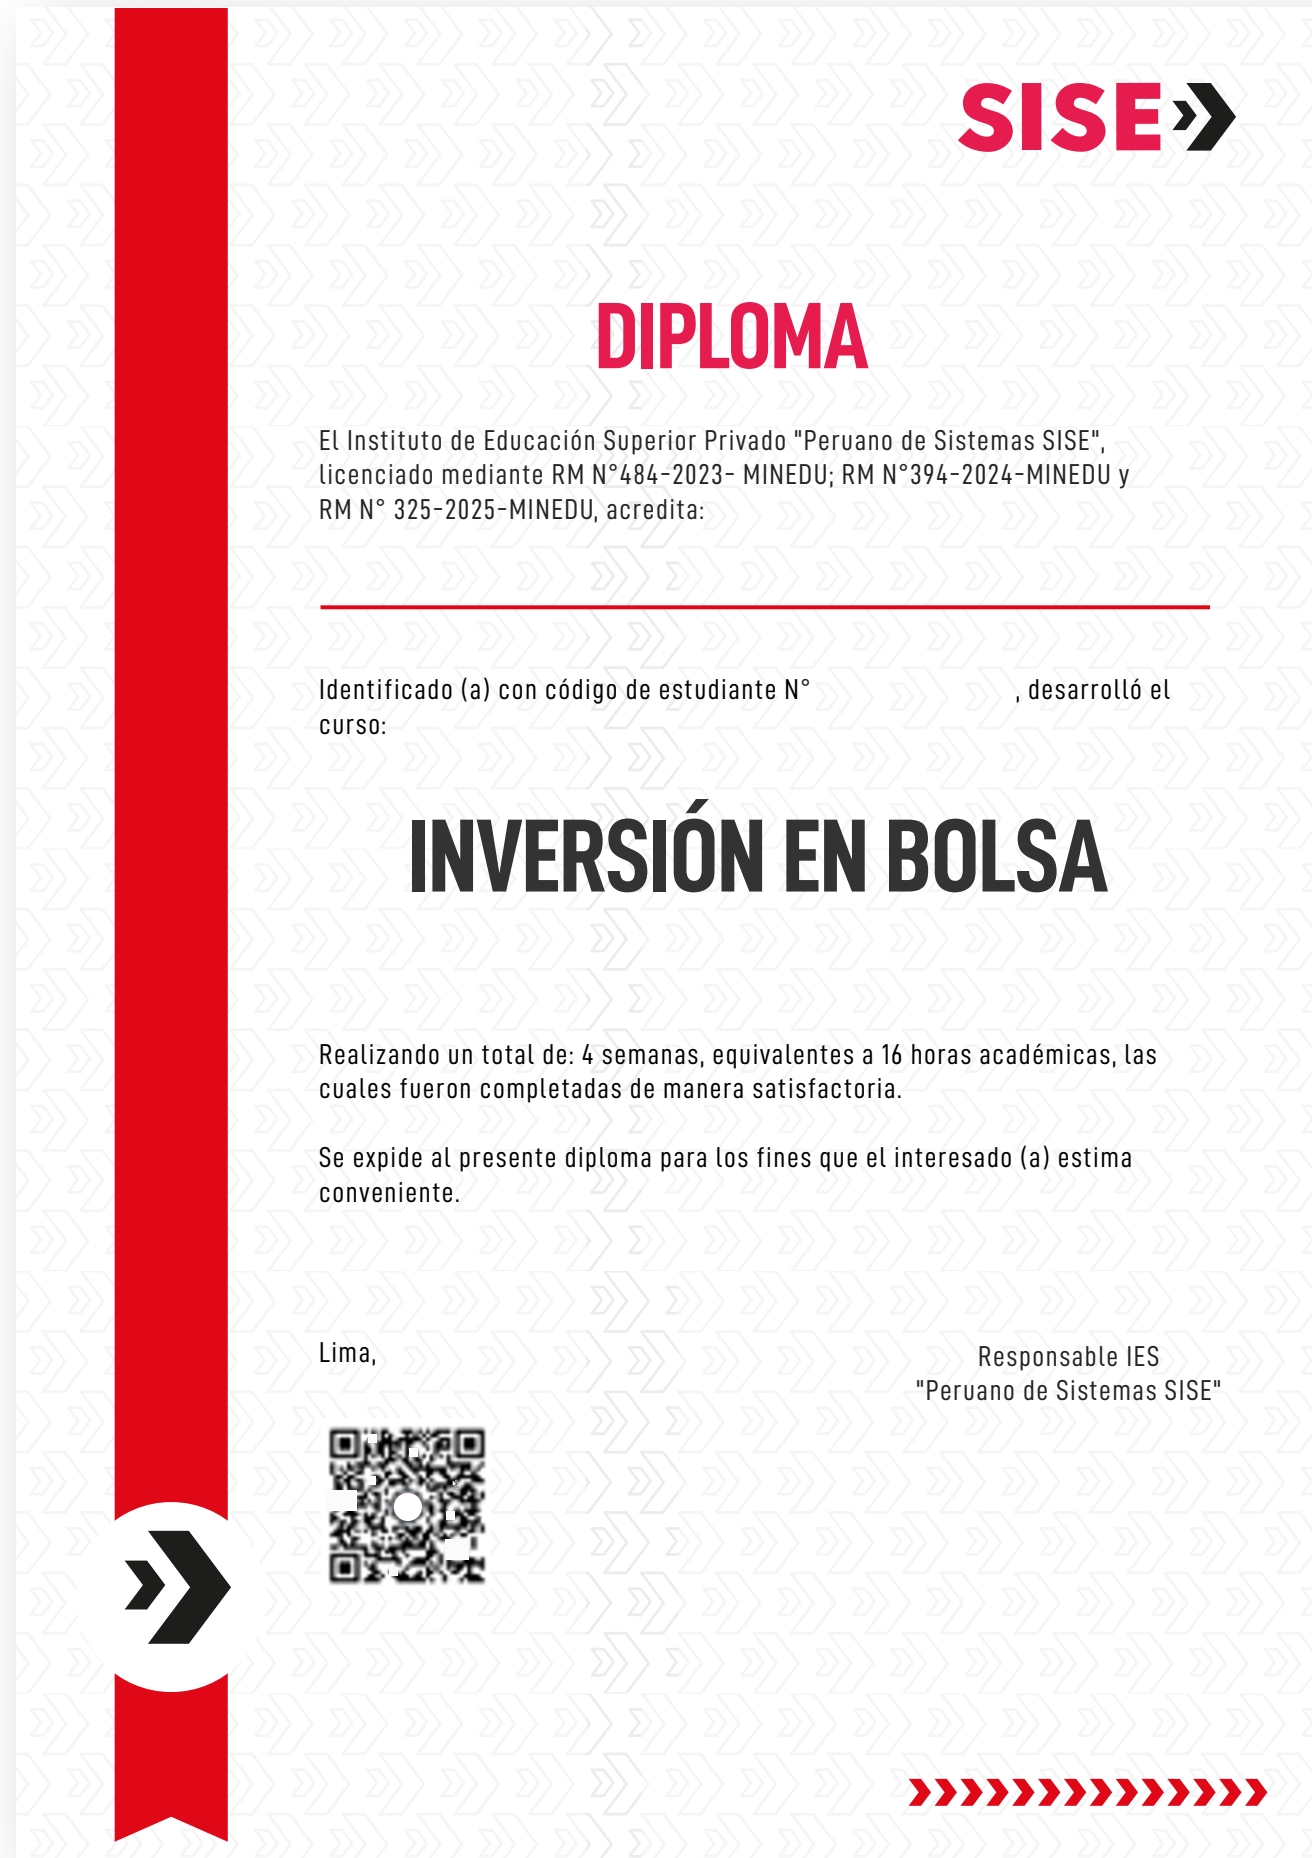 SISE
DIPLOMA
El Instituto de Educación Superior Privado "Peruano de Sistemas SISE",
licenciado mediante RM N°484-2023- MINEDU; RM N°394-2024-MINEDU y
RM N° 325-2025-MINEDU, acredita:
Identificado (a) con código de estudiante N° , desarrolló el
curso:
INVERSIÓN EN BOLSA
Realizando un total de: 4 semanas, equivalentes a 16 horas académicas, las
cuales fueron completadas de manera satisfactoria.
Se expide al presente diploma para los fines que el interesado (a) estima
conveniente.
Lima,
Responsable IES
"Peruano de Sistemas SISE"